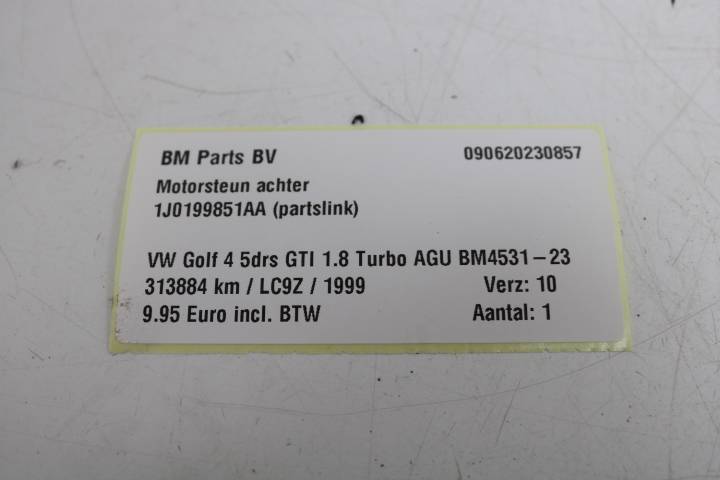 BM Parts BV 090620230857
Motorsteun achter
1J0199851AA (partslink)
VW Golf 4 5drs GTI 1.8 Turbo AGU BM4531-23
313884 km / LC9Z / 1999 Verz: 10
9.95 Euro incl. BTW Aantal: 1